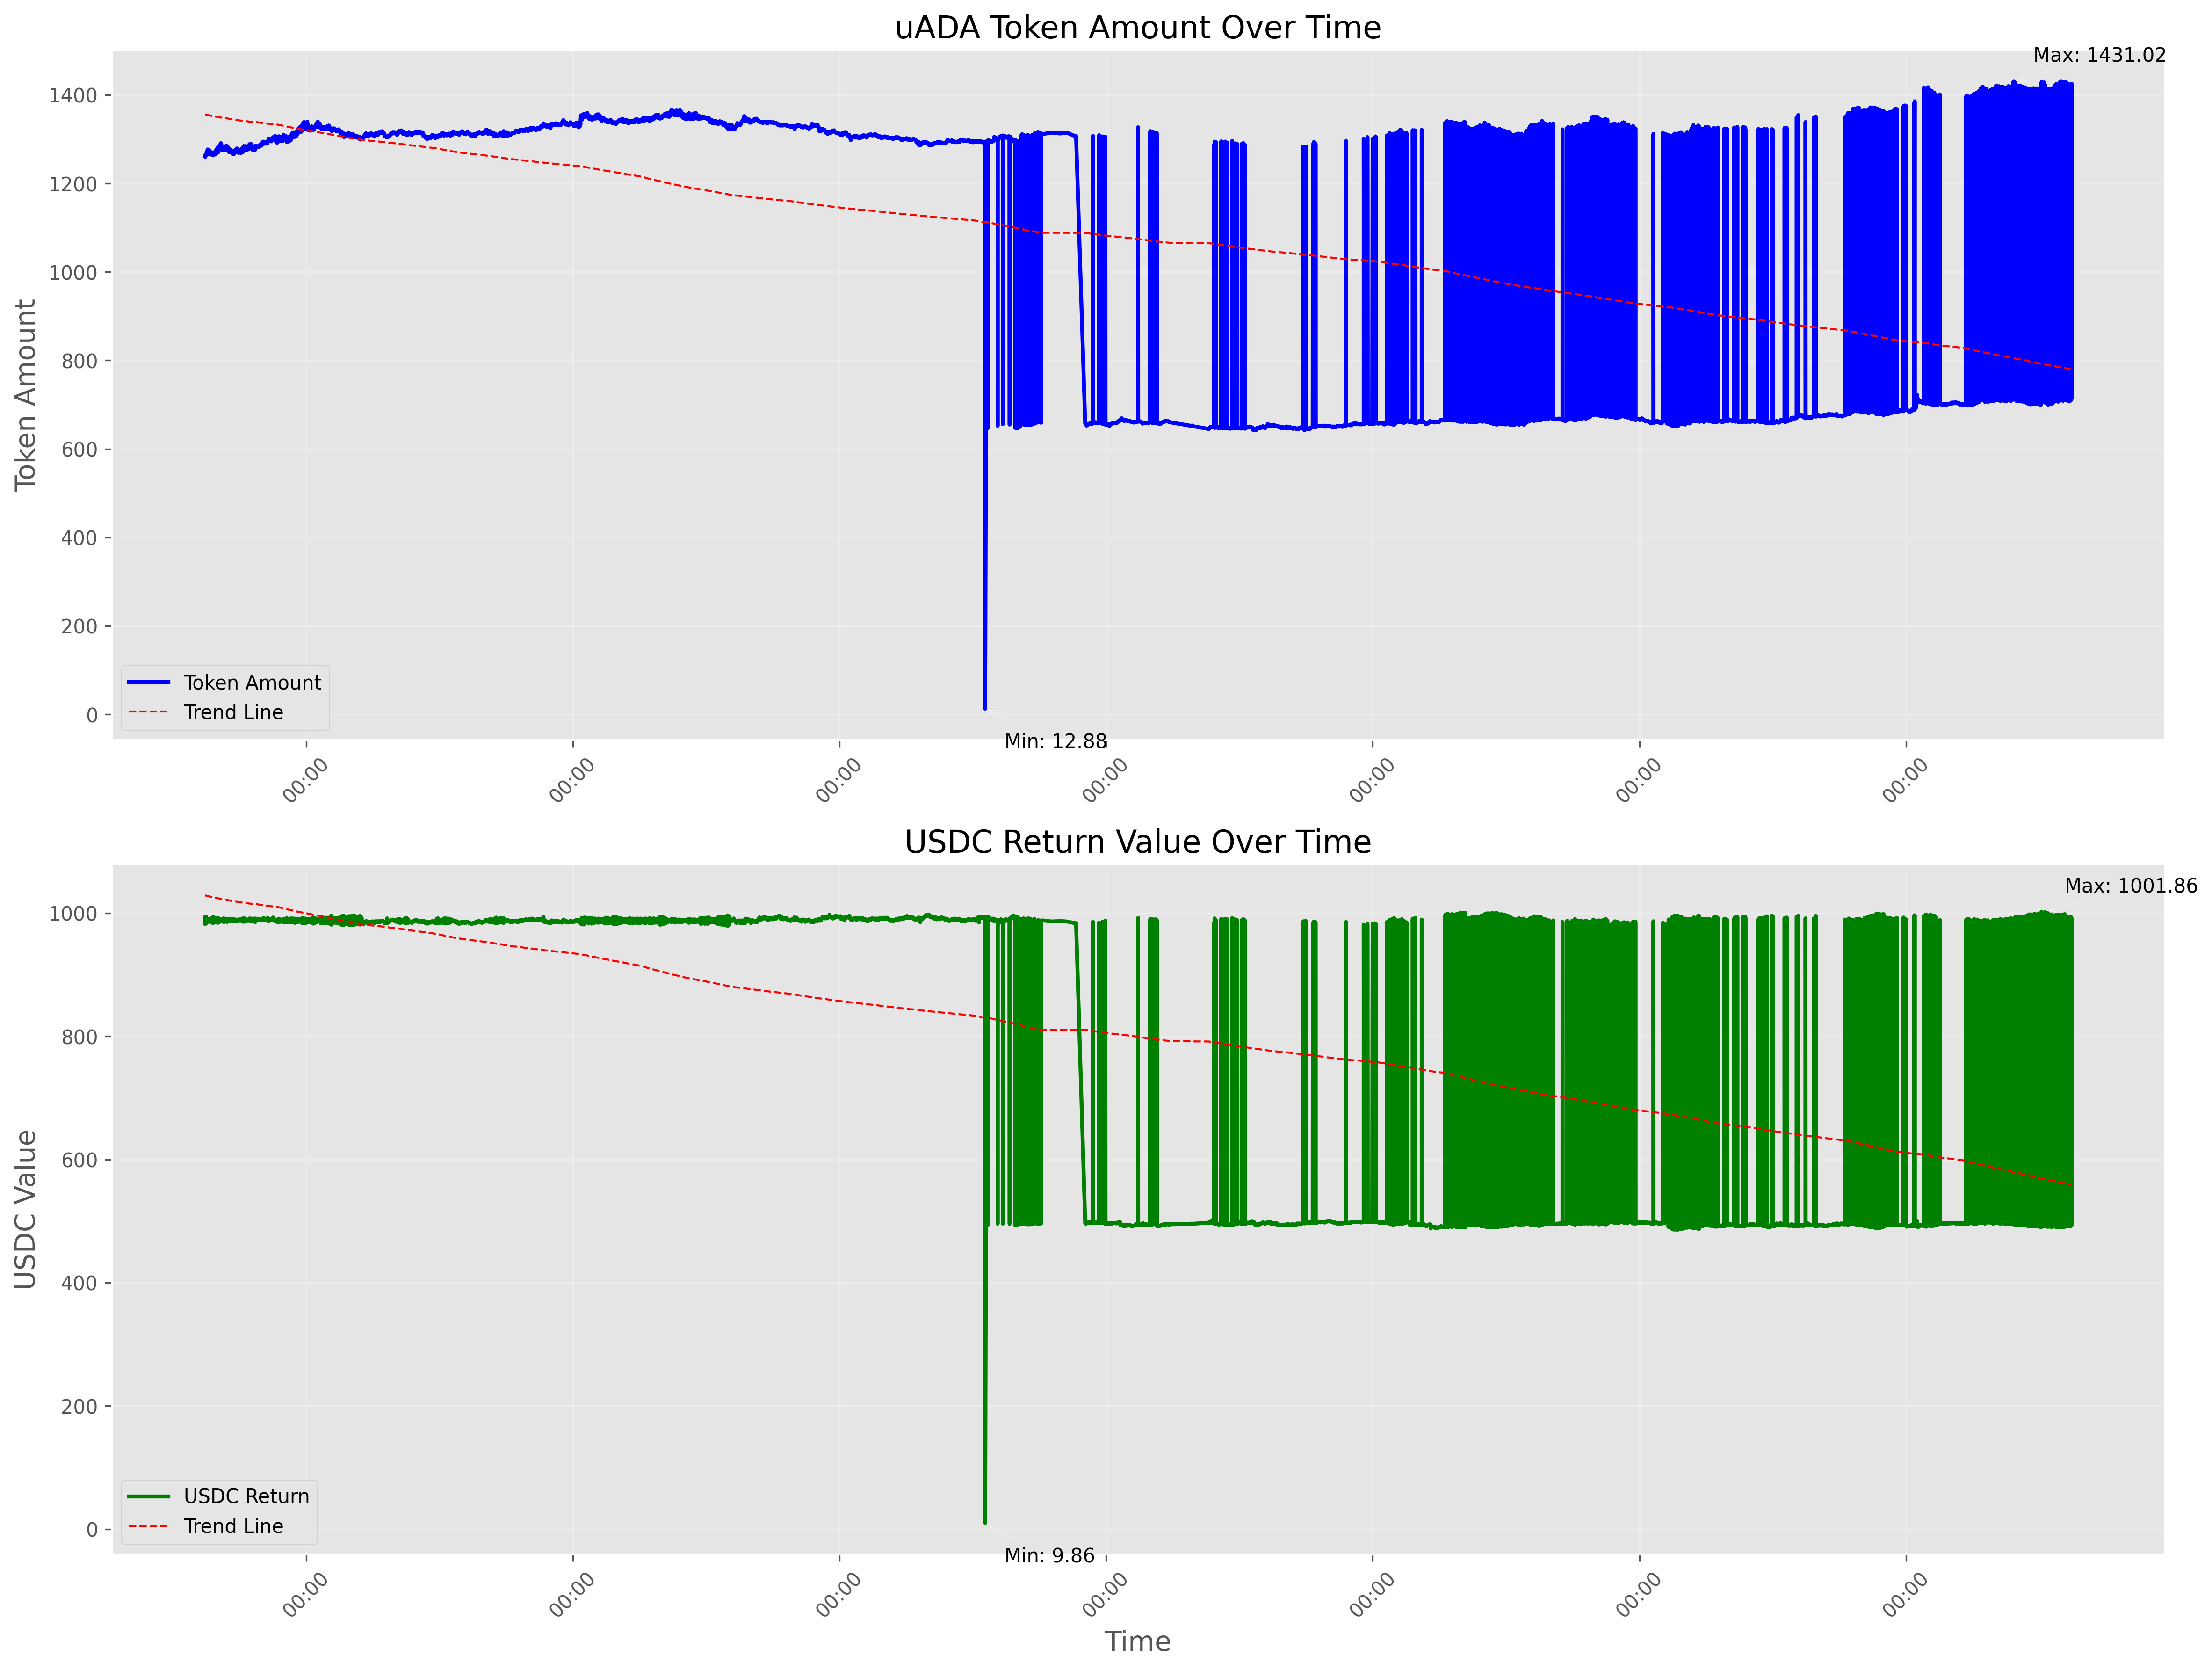 uADA Token Amount Over Time
Max: 1431.02
1400
1200
1000
800
600
400
200
0
Token Amount
Token Amount
Trend Line
Min: 12.88
00:00
00:00
00:00
00:00
00:00
00:00
00:00
USDC Return Value Over Time
Max: 1001.86
1000
800
600
400
200
0
USDC Value
USDC Return
Trend Line
Min: 9.86
00:00
00:00
00:00
00:00
00:00
00:00
00:00
Time